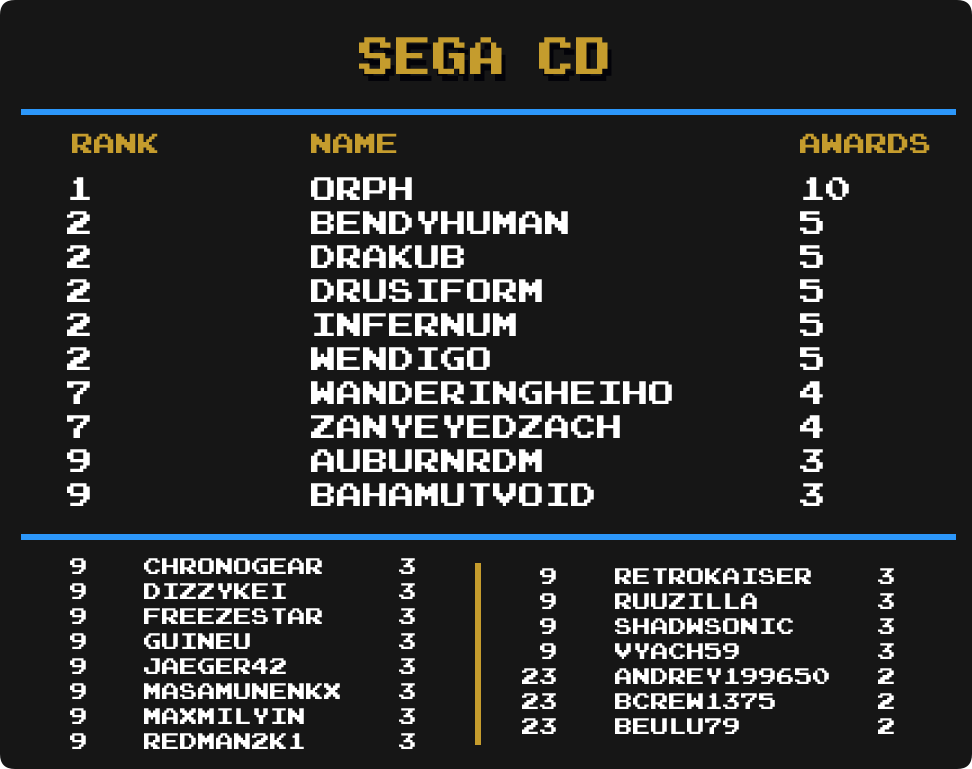 SEGA CD
RANK NAME AWARDS
1 ORPH 10
2 BENDYHUMAN 5
2 DRAKUB 5
2 DRUSIFORM 5
2 INFERNUM 5
2 WENDIGO 5
7 WANDERINGHEIHO 4
7 ZANYEYEDZACH 4
9 AUBURNRDM 3
9 BAHAMUTVOID 3
9 CHRONOGEAR 3
9 DIZZYKEI 3
9 FREEZESTAR 3
9 GUINEU 3
9 JAEGER42 3
9 MASAMUNENKX 3
9 MAXMILYIN 3
9 REDMAN2K1 3
9 RETROKAISER 3
9 RUUZILLA 3
9 SHADWSONIC 3
9 VYACH59 3
23 ANDREY199650 2
23 BCREW1375 2
23 BEULU79 2